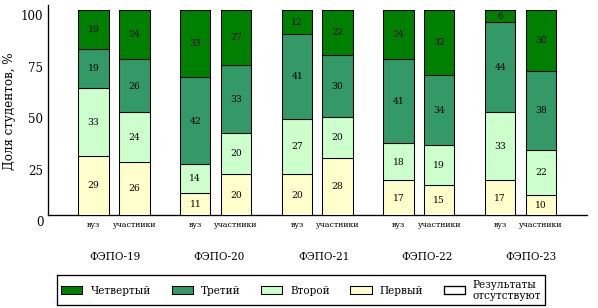 Доля студентов, %
100
75
50
25
0
19 24 33 27 12 22 24 32 6 30
19 26 42 33 41 30 41 34 44 38
33 24 14 20 27 20 18 19 33 22
29 26 11 20 20 28 17 15 17 10
вуз участники вуз участники вуз участники вуз участники вуз участники
ФЭПО-19 ФЭПО-20 ФЭПО-21 ФЭПО-22 ФЭПО-23
Четвертый Третий Второй Первый Результаты
отсутствуют